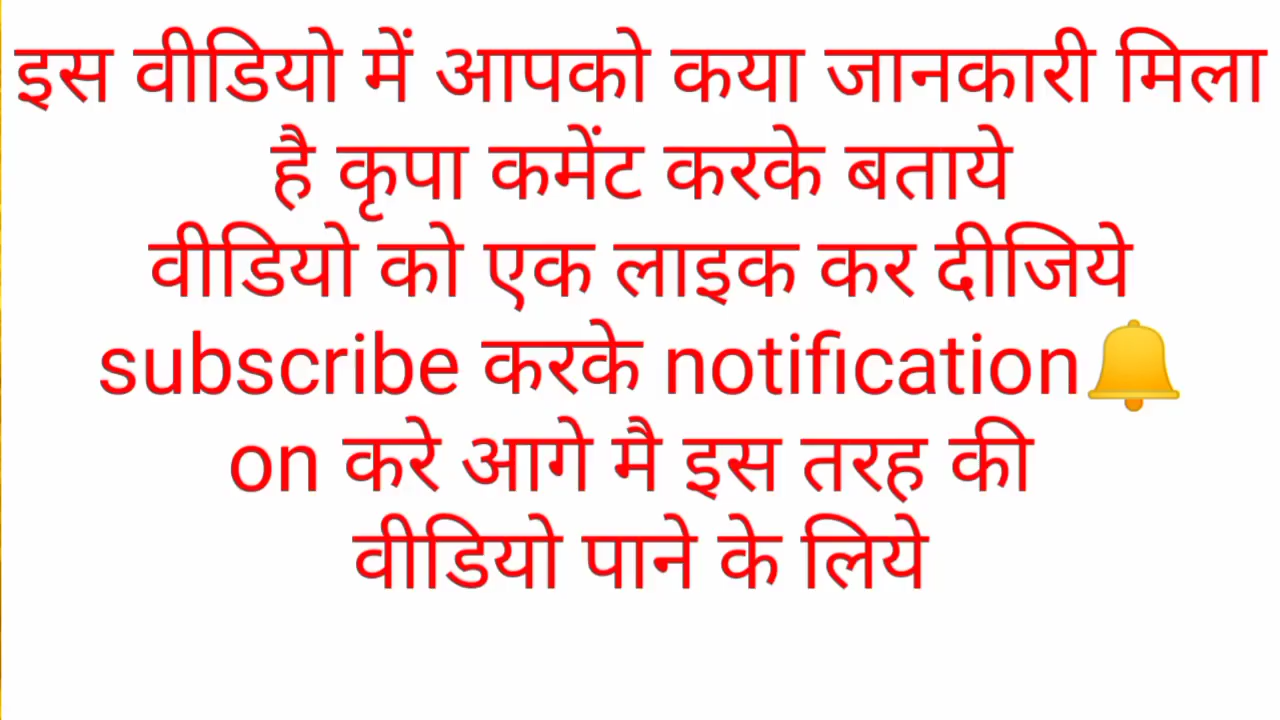 इस वीडियो में आपको कया जानकारी मिला
है कृपा कमेंट करके बताये
वीडियो को एक लाइक कर दीजिये
subscribe करके notification🔔
on करे आगे मै इस तरह की
वीडियो पाने के लिये